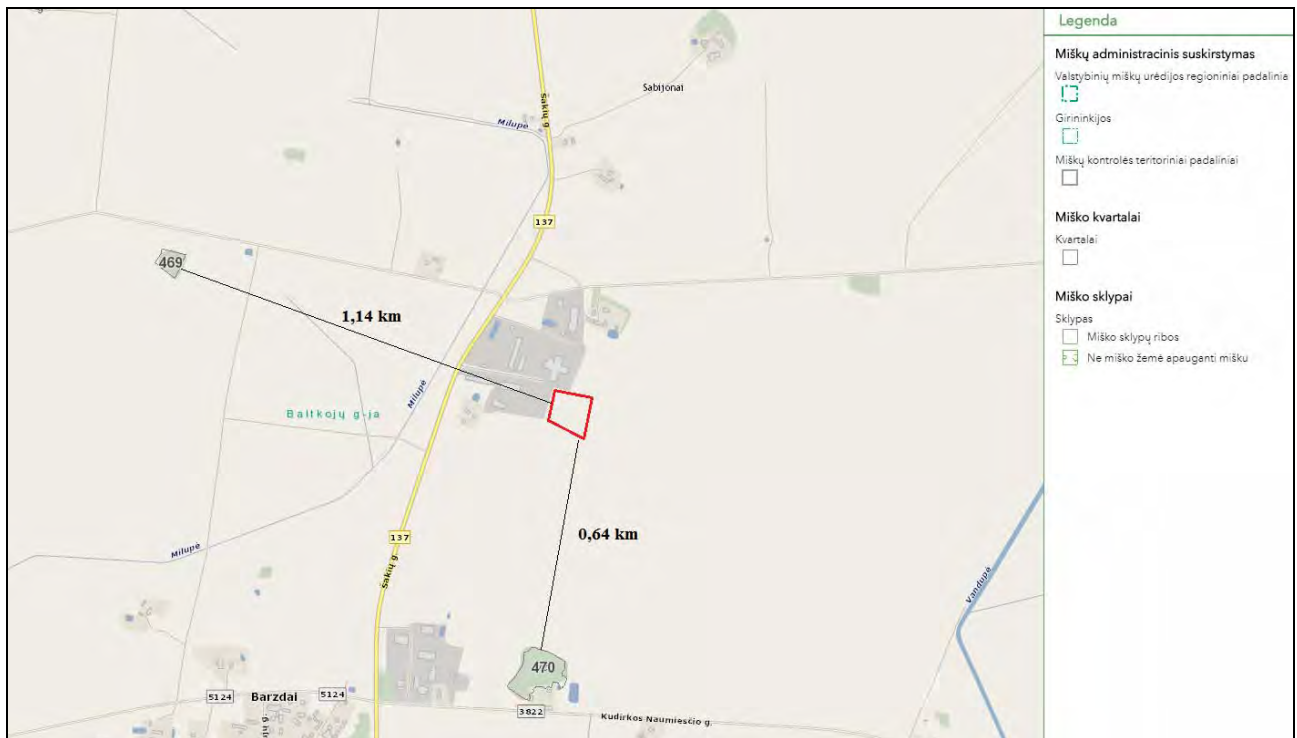 Sabijonai
Milupė
Šakių g.
137
469
1,14 km
Milupė
Baltkojų g-ja
137
0,64 km
Milupė
Šakių g.
Vandupė
470
5124
Barzdai
5124
3822
Kudirkos Naumiesčio g.
Legenda
Miškų administracinis suskirstymas
Valstybinių miškų urėdijos regioniniai padalinia
Girininkijos
Miškų kontrolės teritoriniai padaliniai
Miško kvartalai
Kvartalai
Miško sklypai
Sklypas
Miško sklypų ribos
Ne miško žemė apauganti mišku